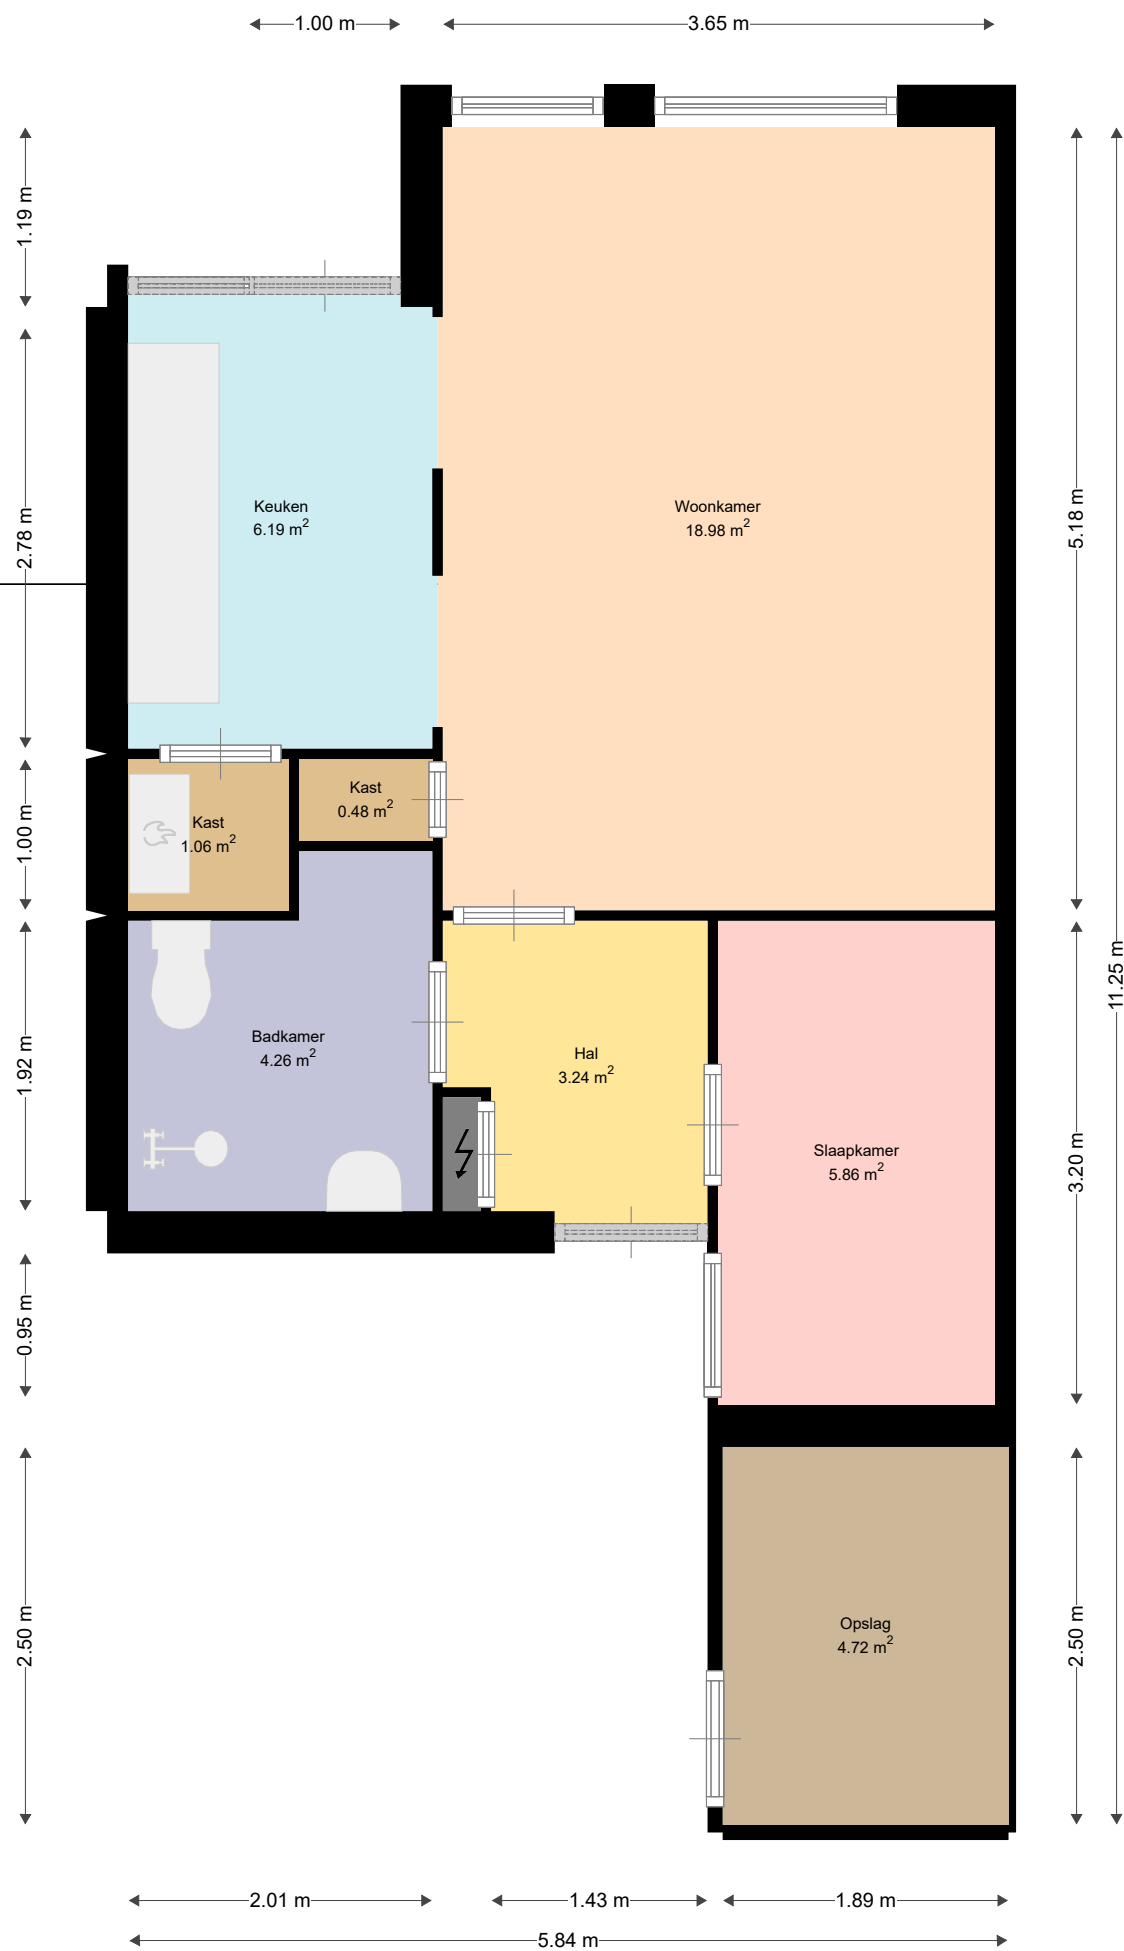 1.00 m
3.65 m
1.19 m
2.78 m
1.00 m
1.92 m
0.95 m
2.50 m
Keuken
6.19 m²
Woonkamer
18.98 m²
Kast
0.48 m²
Kast
1.06 m²
Badkamer
4.26 m²
Hal
3.24 m²
Slaapkamer
5.86 m²
Opslag
4.72 m²
5.18 m
3.20 m
2.50 m
11.25 m
2.01 m
1.43 m
1.89 m
5.84 m